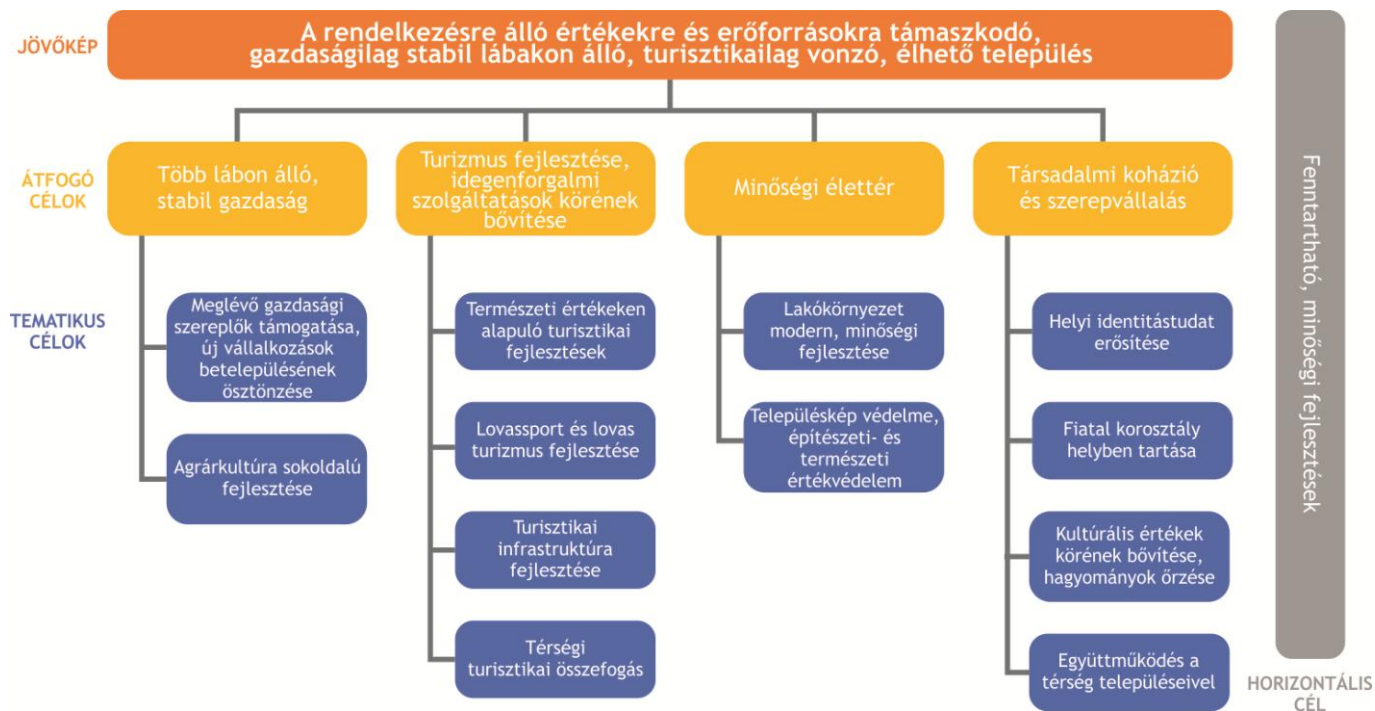 JÖVŐKÉP
A rendelkezésre álló értékekre és erőforrásokra támaszkodó,
gazdaságilag stabil lábakon álló, turisztikailag vonzó, élhető település
ÁTFOGÓ
CÉLOK
Több lábon álló,
stabil gazdaság
Turizmus fejlesztése,
idegenforgalmi
szolgáltatások körének
bővítése
Minőségi élettér
Társadalmi koházió
és szerepvállalás
TEMATIKUS
CÉLOK
Meglévő gazdasági
szereplők támogatása,
új vállalkozások
betelepülésének
ösztönzése
Agrárkultúra sokoldalú
fejlesztése
Természeti értékeken
alapuló turisztikai
fejlesztések
Lovassport és lovas
turizmus fejlesztése
Turisztikai
infrastruktúra
fejlesztése
Térségi
turisztikai összefogás
Lakókörnyezet
modern, minőségi
fejlesztése
Településkép védelme,
építészeti- és
természeti
értékvédelem
Helyi identitástudat
erősítése
Fiatal korosztály
helyben tartása
Kultúrális értékek
körének bővítése,
hagyományok őrzése
Együttműködés a
térség településeivel
Fenntartható, minőségi fejlesztések
HORIZONTÁLIS
CÉL